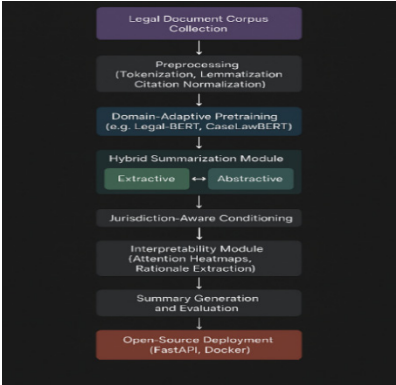 Legal Document Corpus
Collection
Preprocessing
(Tokenization, Lemmatization
Citation Normalization)
Domain-Adaptive Pretraining
(e.g. Legal-BERT, CaseLawBERT)
Hybrid Summarization Module
Extractive ↔ Abstractive
Jurisdiction-Aware Conditioning
Interpretability Module
(Attention Heatmaps,
Rationale Extraction)
Summary Generation
and Evaluation
Open-Source Deployment
(FastAPI, Docker)